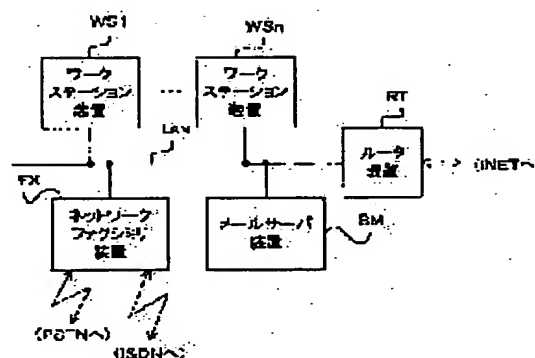 WS1
WSn
ワーク
ステーション
装置
...
ワーク
ステーション
装置
RT
LAN
ルータ
装置
(INETへ)
FX
ネットワーク
ファクシミリ
装置
メールサーバ
装置
SM
(PSTNへ)
(ISDNへ)